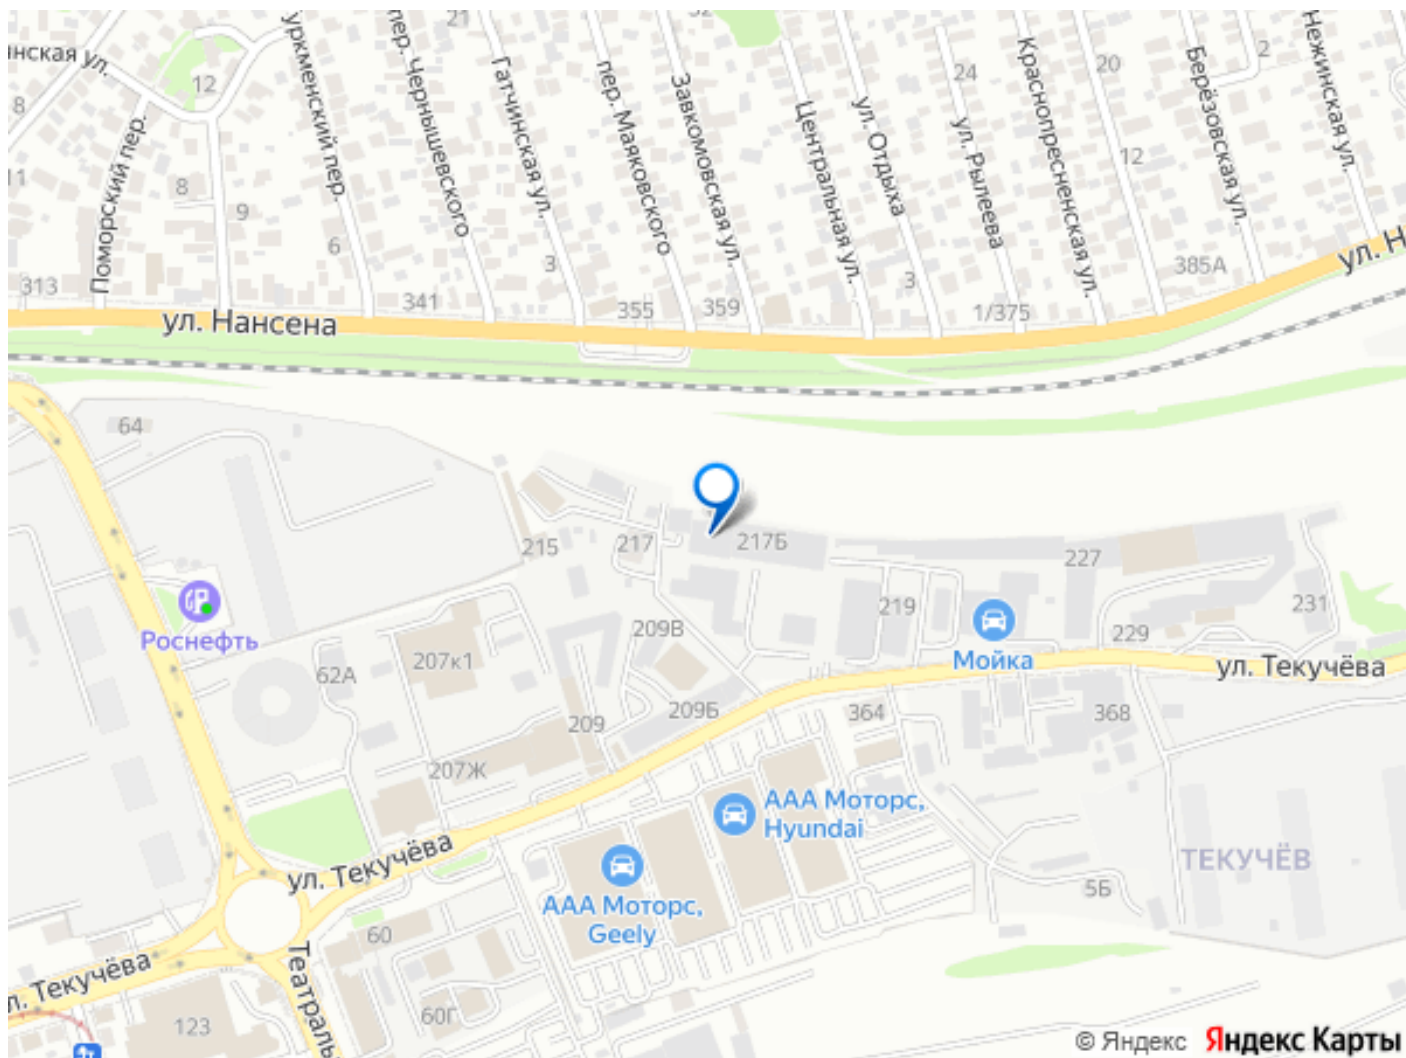 нская ул.
12
8
11
Поморский пер.
8
9
уркменский пер.
6
пер. Чернышевского
21
Гатчинская ул.
3
пер. Маяковского
Завкомовская ул.
Центральная ул.
ул. Отдыха
3
24
ул. Рылеева
Краснопресненская ул.
20
12
Берёзовская ул.
2
Нежинская ул.
385А
ул. Н
313
ул. Нансена
341
355
359
1/375
64
215
217
217Б
227
219
229
231
Роснефть
62А
207к1
209В
209Б
209
207Ж
Мойка
ул. Текучёва
364
368
ААА Моторс,
Hyundai
ААА Моторс,
Geely
ул. Текучёва
ТЕКУЧЁВ
5Б
60
60Г
л. Текучёва
Театраль
123
© Яндекс
Яндекс Карты